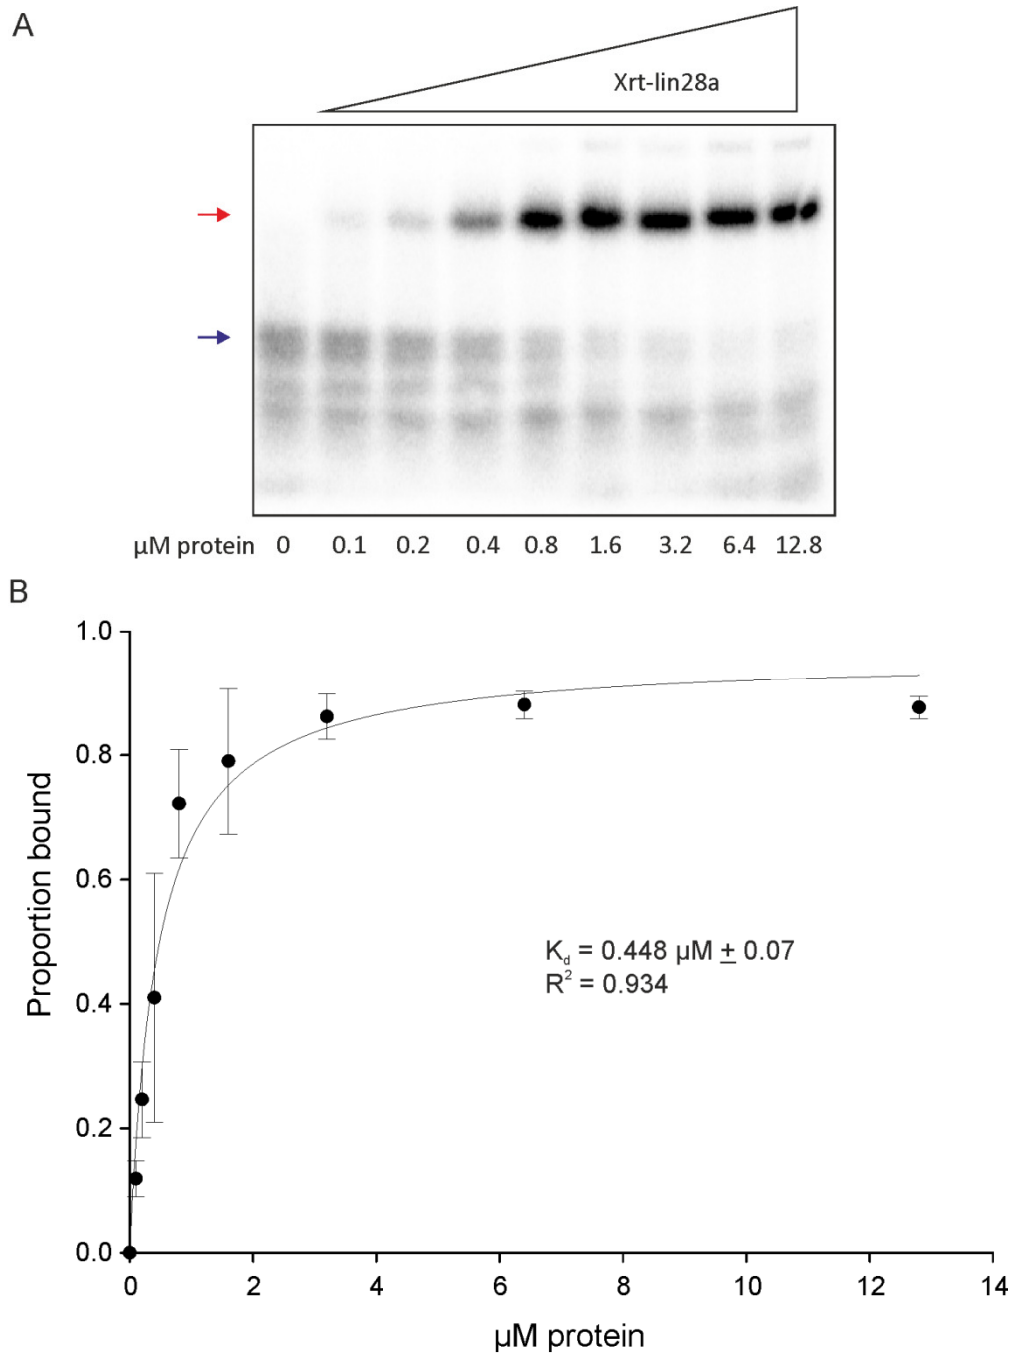 A
Xrt-lin28a
µM protein 0 0.1 0.2 0.4 0.8 1.6 3.2 6.4 12.8
B
1.0
0.8
0.6
0.4
0.2
0.0
Proportion bound
K_d = 0.448 µM ± 0.07
R² = 0.934
0 2 4 6 8 10 12 14
µM protein